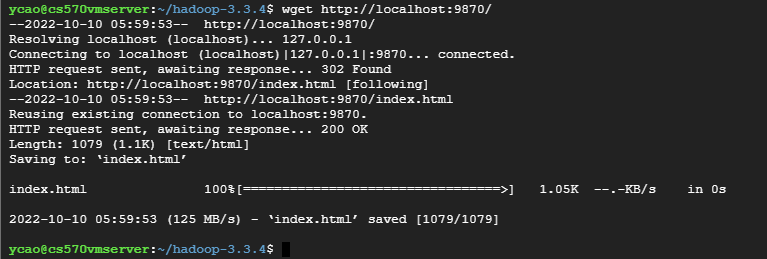 ycao@cs570vmserver:~/hadoop-3.3.4$ wget http://localhost:9870/
--2022-10-10 05:59:53--  http://localhost:9870/
Resolving localhost (localhost)... 127.0.0.1
Connecting to localhost (localhost)|127.0.0.1|:9870... connected.
HTTP request sent, awaiting response... 302 Found
Location: http://localhost:9870/index.html [following]
--2022-10-10 05:59:53--  http://localhost:9870/index.html
Reusing existing connection to localhost:9870.
HTTP request sent, awaiting response... 200 OK
Length: 1079 (1.1K) [text/html]
Saving to: ‘index.html’
index.html               100%[=================================>]   1.05K  --.-KB/s    in 0s
2022-10-10 05:59:53 (125 MB/s) - ‘index.html’ saved [1079/1079]
ycao@cs570vmserver:~/hadoop-3.3.4$